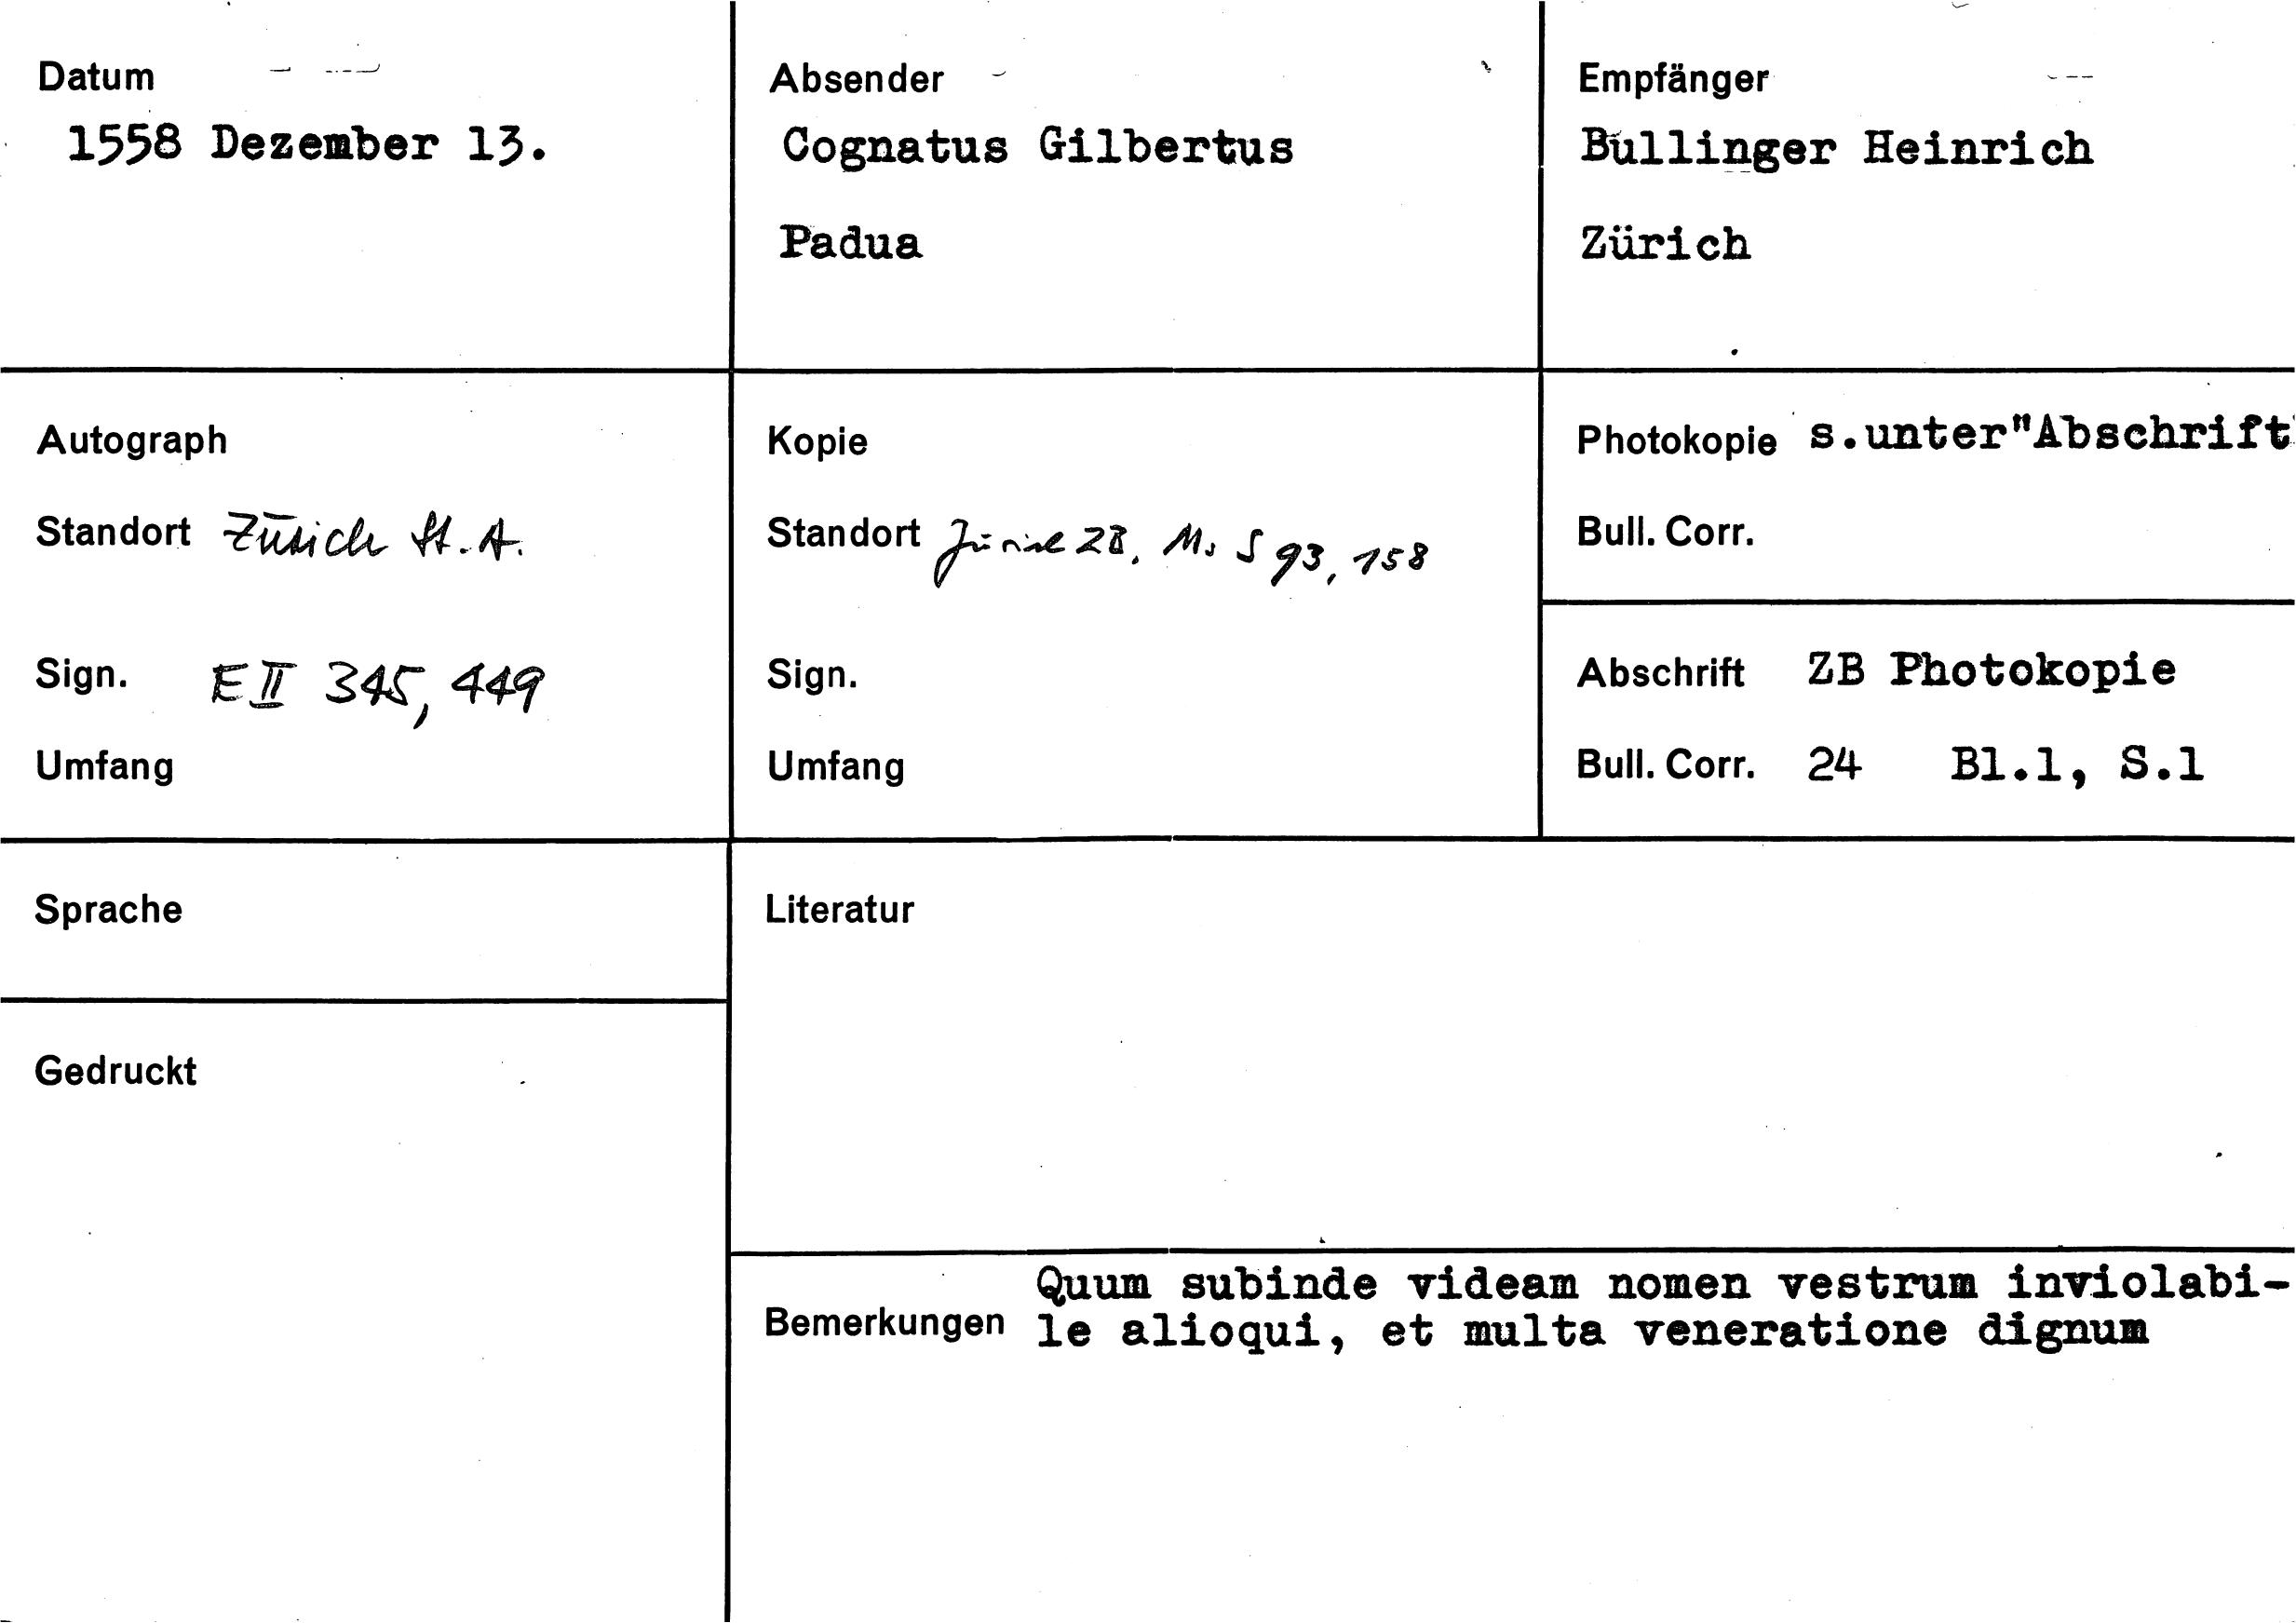 Datum
1558 Dezember 13.
Absender
Cognatus Gilbertus
Padua
Empfänger
Bullinger Heinrich
Zürich
Autograph
Standort Zürich St. A.
Sign. E II 345, 449
Umfang
Kopie
Standort Zürich ZB, Ms S 93, 158
Sign.
Umfang
Photokopie s.unter"Abschrift
Bull. Corr.
Abschrift ZB Photokopie
Bull. Corr. 24 Bl.1, S.1
Sprache
Gedruckt
Literatur
Bemerkungen
Quum subinde videam nomen vestrum inviolabi-
le alioqui, et multa veneratione dignum